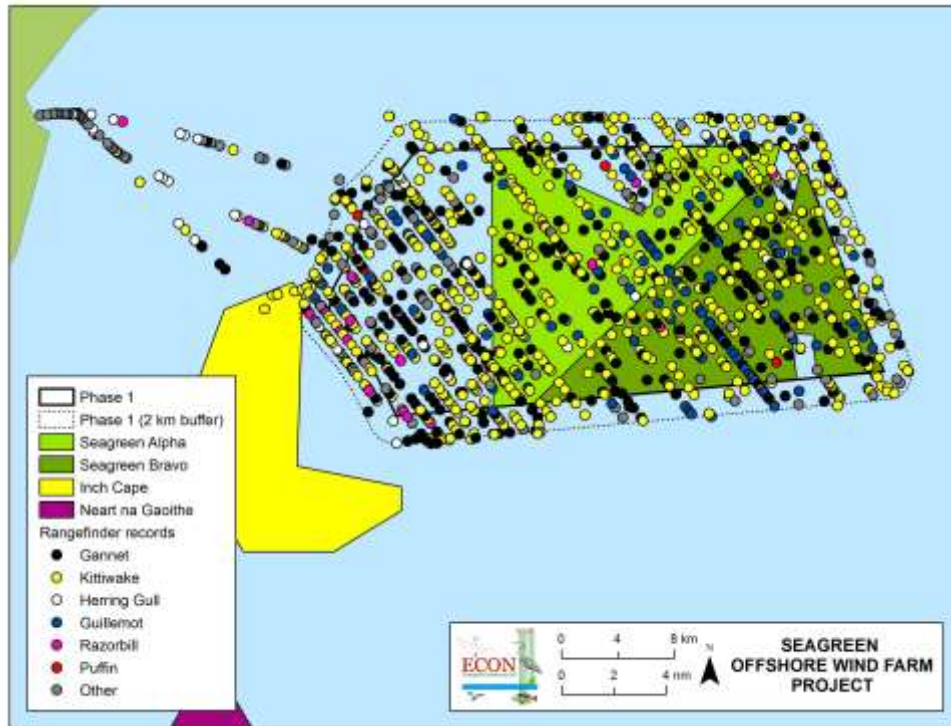 Phase 1
Phase 1 (2 km buffer)
Seagreen Alpha
Seagreen Bravo
Inch Cape
Neart na Gaoithe
Rangefinder records
Gannet
Kittiwake
Herring Gull
Guillemot
Razorbill
Puffin
Other
ECON
0 4 8 km
0 2 4 nm
N
SEAGREEN
OFFSHORE WIND FARM
PROJECT